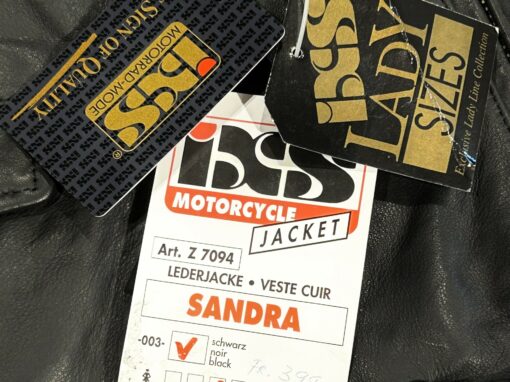 SIGN OF QUALITY
iXS
MOTORRAD-MODE
®
iXS
LADY
SIZES
Exclusive Lady Line Collection
iXS
MOTORCYCLE
JACKET
Art. Z 7094
LEDERJACKE • VESTE CUIR
SANDRA
-003-
schwarz
noir
black
Fr.